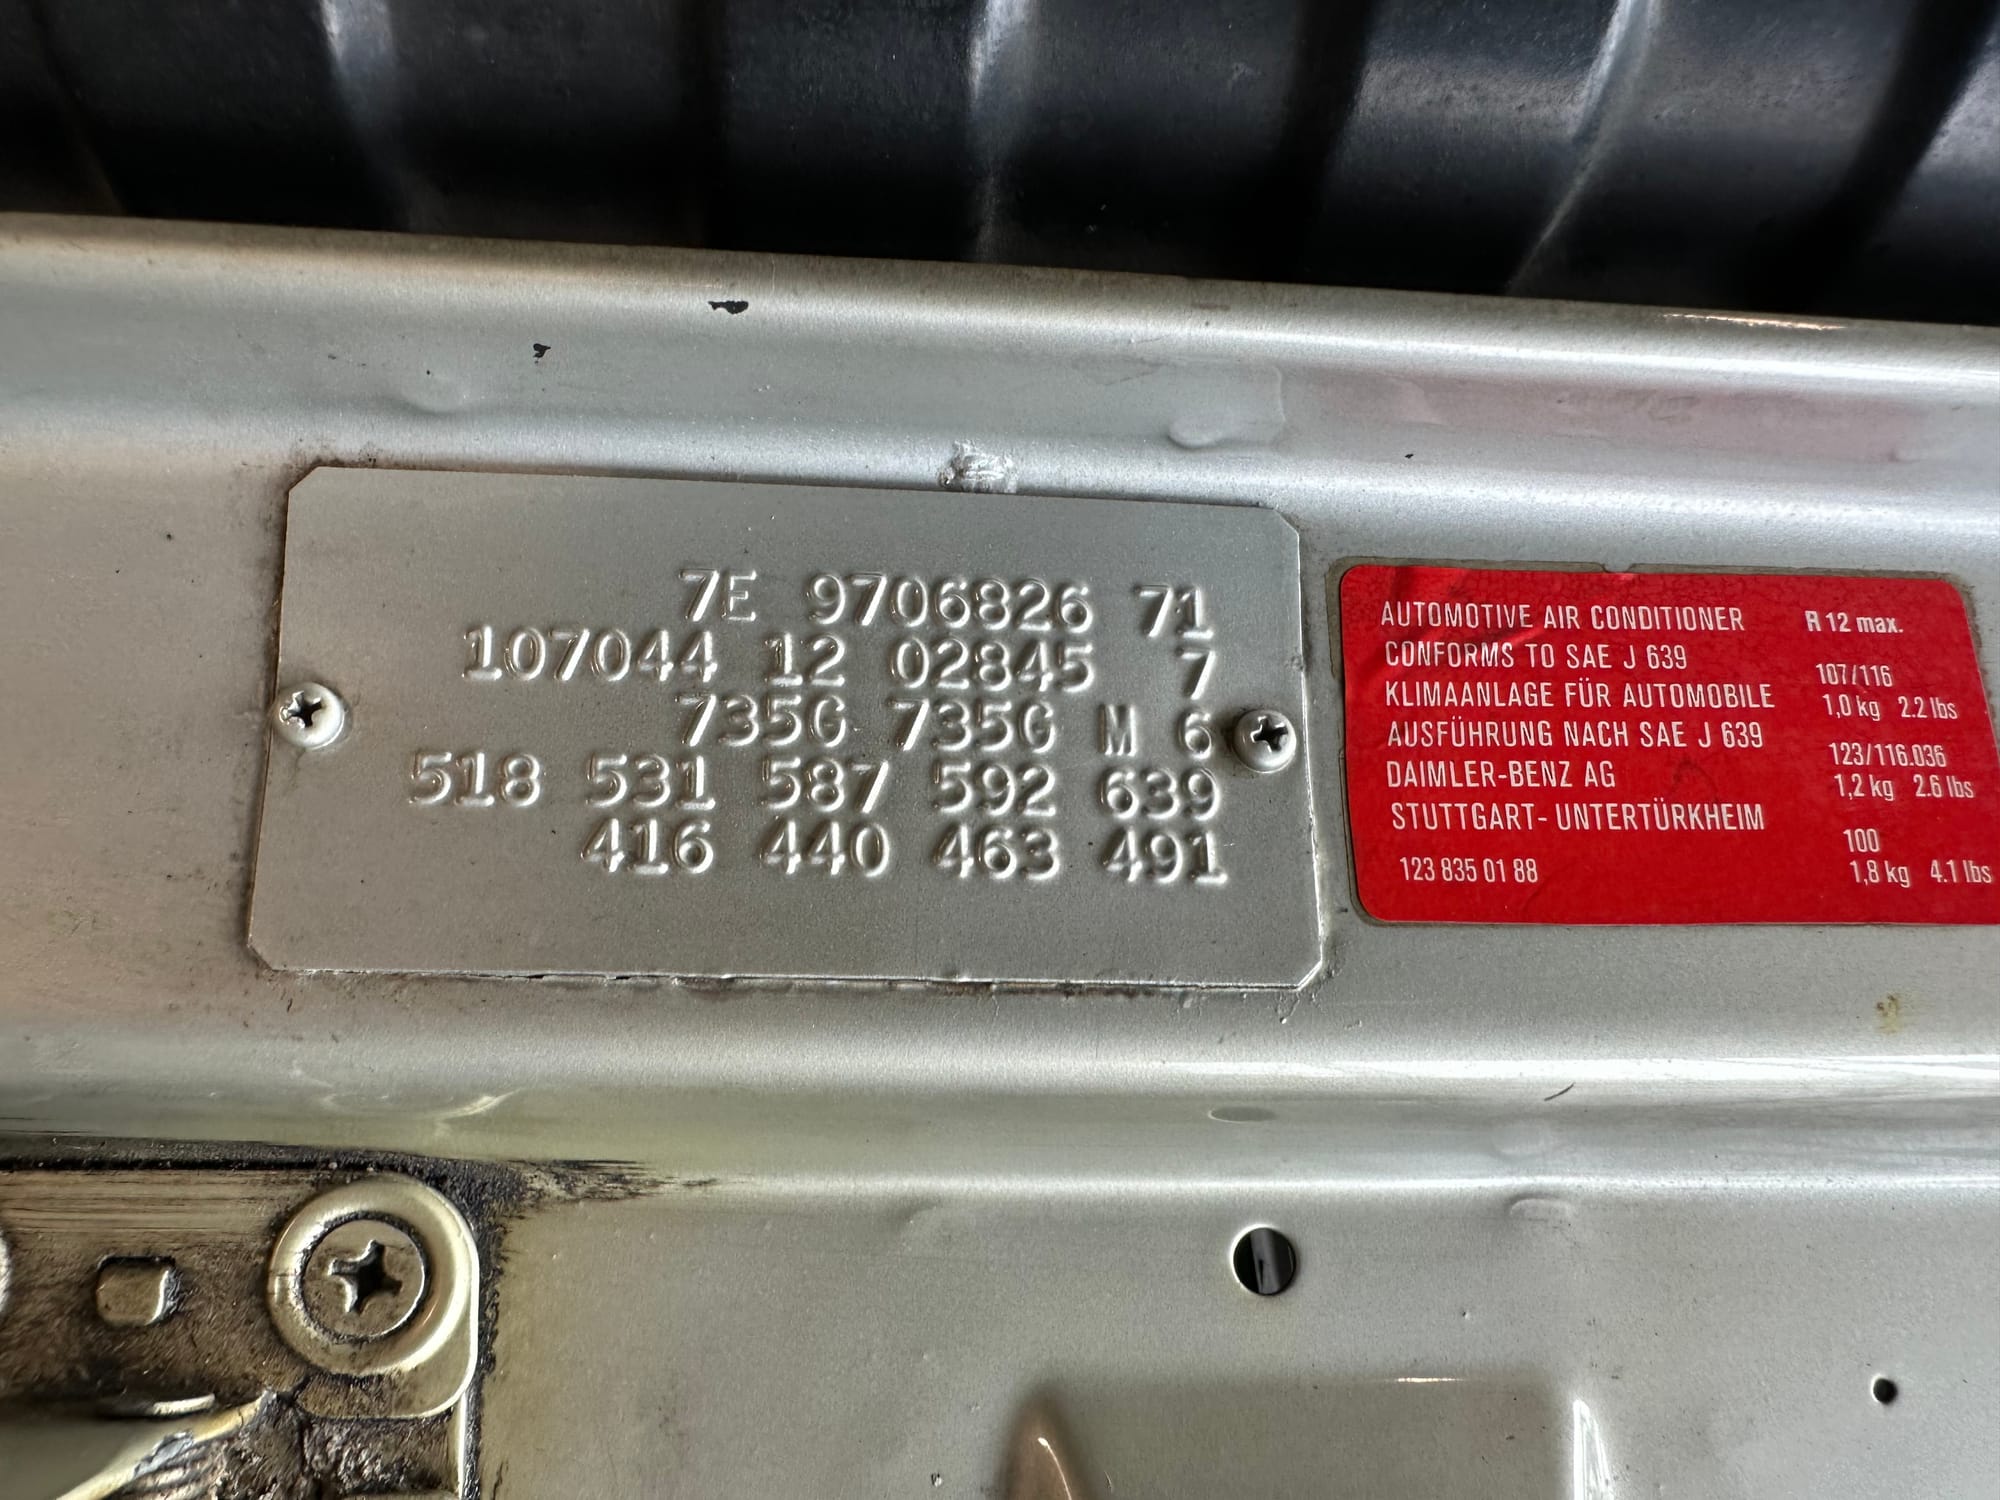 7E 9706826 71
107044 12 02845 7
735G 735G M 6
518 531 587 592 639
416 440 463 491
AUTOMOTIVE AIR CONDITIONER
CONFORMS TO SAE J 639
KLIMAANLAGE FÜR AUTOMOBILE
AUSFÜHRUNG NACH SAE J 639
DAIMLER-BENZ AG
STUTTGART- UNTERTÜRKHEIM
123 835 01 88
R 12 max.
107/116
1,0 kg 2.2 lbs
123/116.036
1,2 kg 2.6 lbs
100
1,8 kg 4.1 lbs